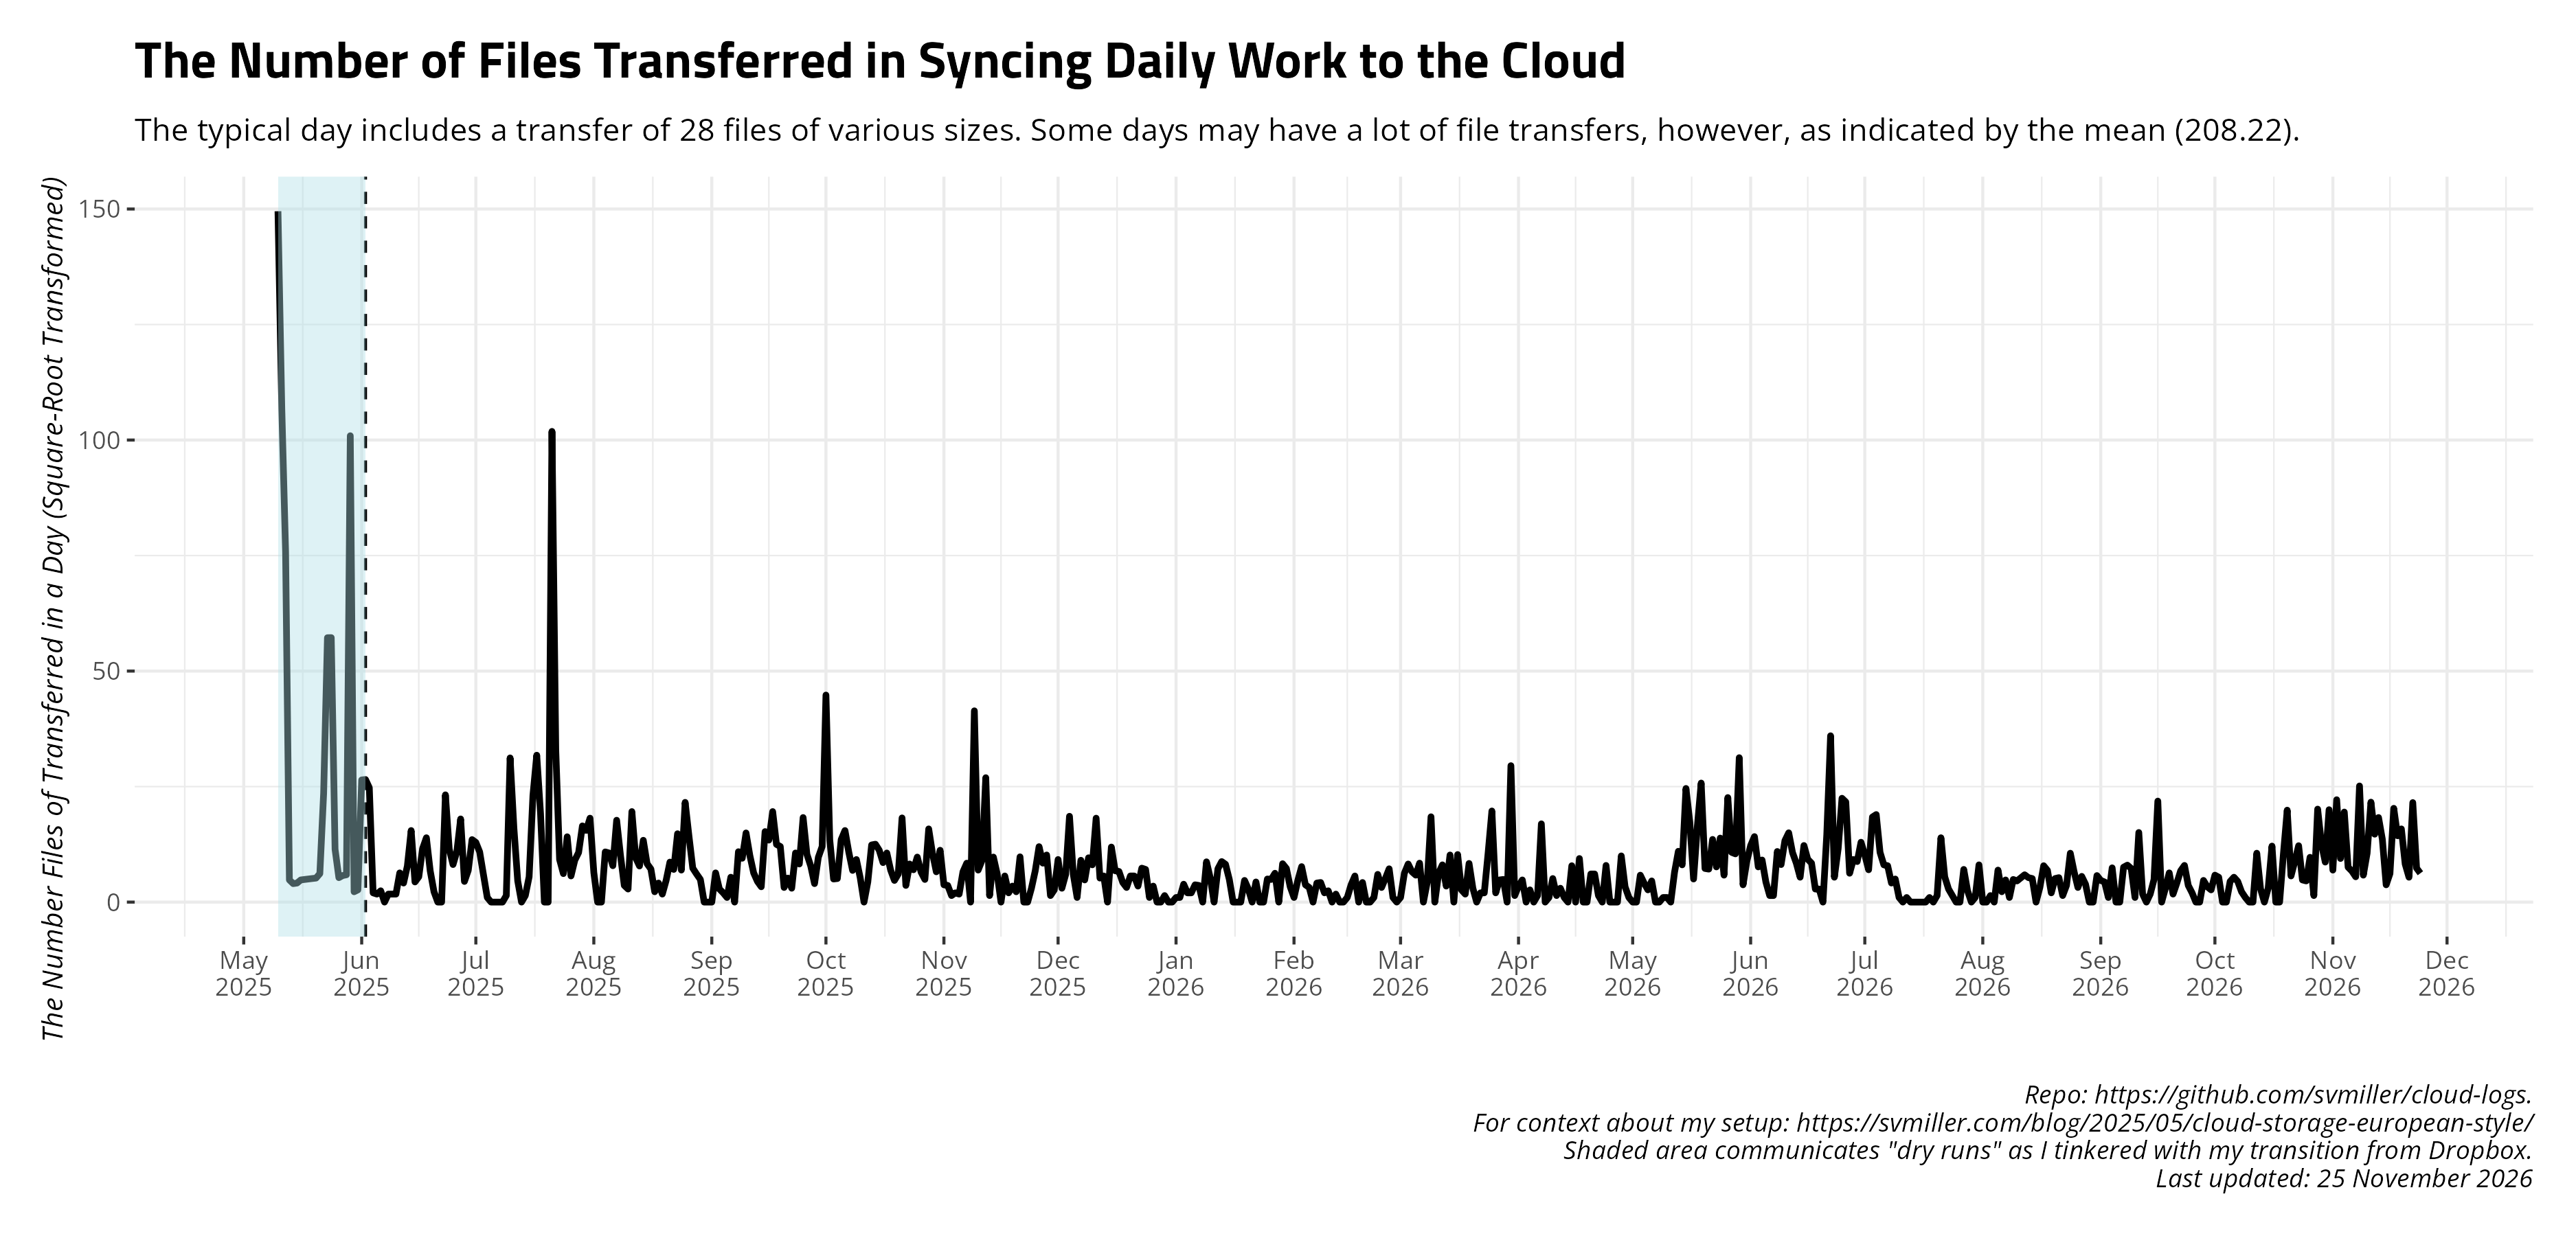 The Number of Files Transferred in Syncing Daily Work to the Cloud
The typical day includes a transfer of 28 files of various sizes. Some days may have a lot of file transfers, however, as indicated by the mean (208.22).
The Number Files of Transferred in a Day (Square-Root Transformed)
150
100
50
0
May Jun Jul Aug Sep Oct Nov Dec Jan Feb Mar Apr May Jun Jul Aug Sep Oct Nov Dec
2025 2025 2025 2025 2025 2025 2025 2025 2026 2026 2026 2026 2026 2026 2026 2026 2026 2026 2026 2026
Repo: https://github.com/svmiller/cloud-logs.
For context about my setup: https://svmiller.com/blog/2025/05/cloud-storage-european-style/
Shaded area communicates "dry runs" as I tinkered with my transition from Dropbox.
Last updated: 25 November 2026